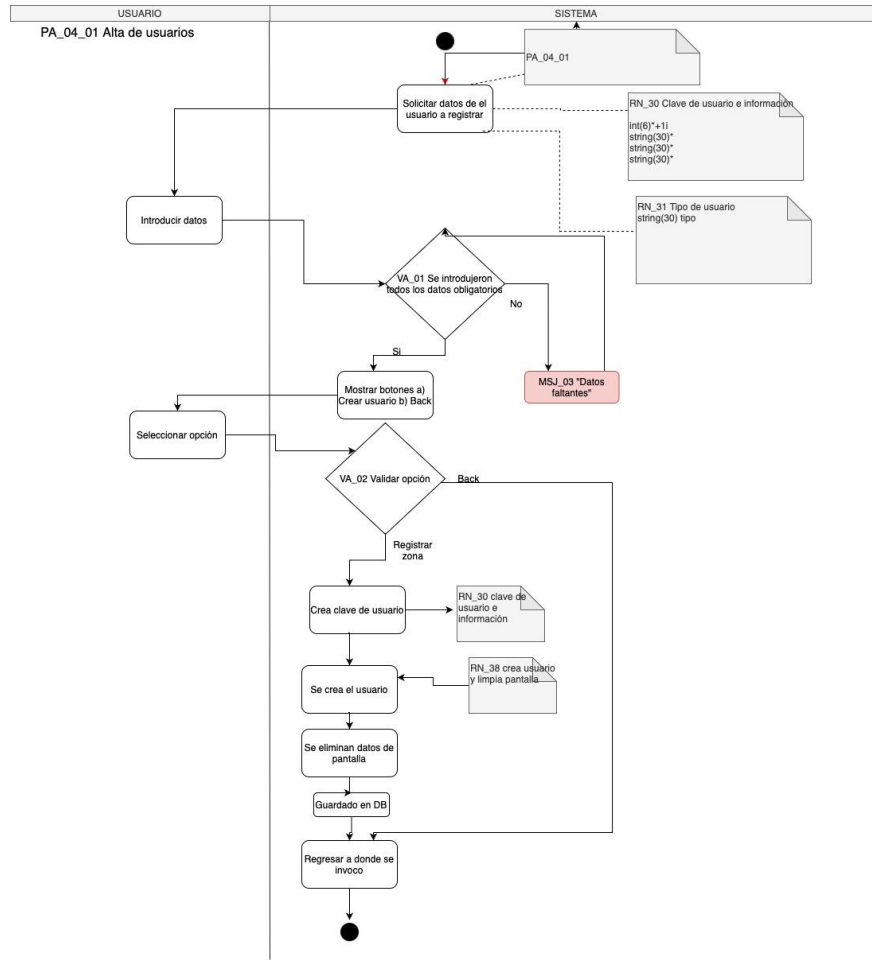 USUARIO
SISTEMA
PA_04_01 Alta de usuarios
PA_04_01
Solicitar datos de el
usuario a registrar
RN_30 Clave de usuario e información
int(6)*+1i
string(30)*
string(30)*
string(30)*
Introducir datos
RN_31 Tipo de usuario
string(30) tipo
VA_01 Se introdujeron
todos los datos obligatorios
No
Si
Mostrar botones a)
Crear usuario b) Back
MSJ_03 "Datos
faltantes"
Seleccionar opción
VA_02 Validar opción
Back
Registrar
zona
Crea clave de usuario
RN_30 clave de
usuario e
información
Se crea el usuario
RN_38 crea usuario
y limpia pantalla
Se eliminan datos de
pantalla
Guardado en DB
Regresar a donde se
invoco